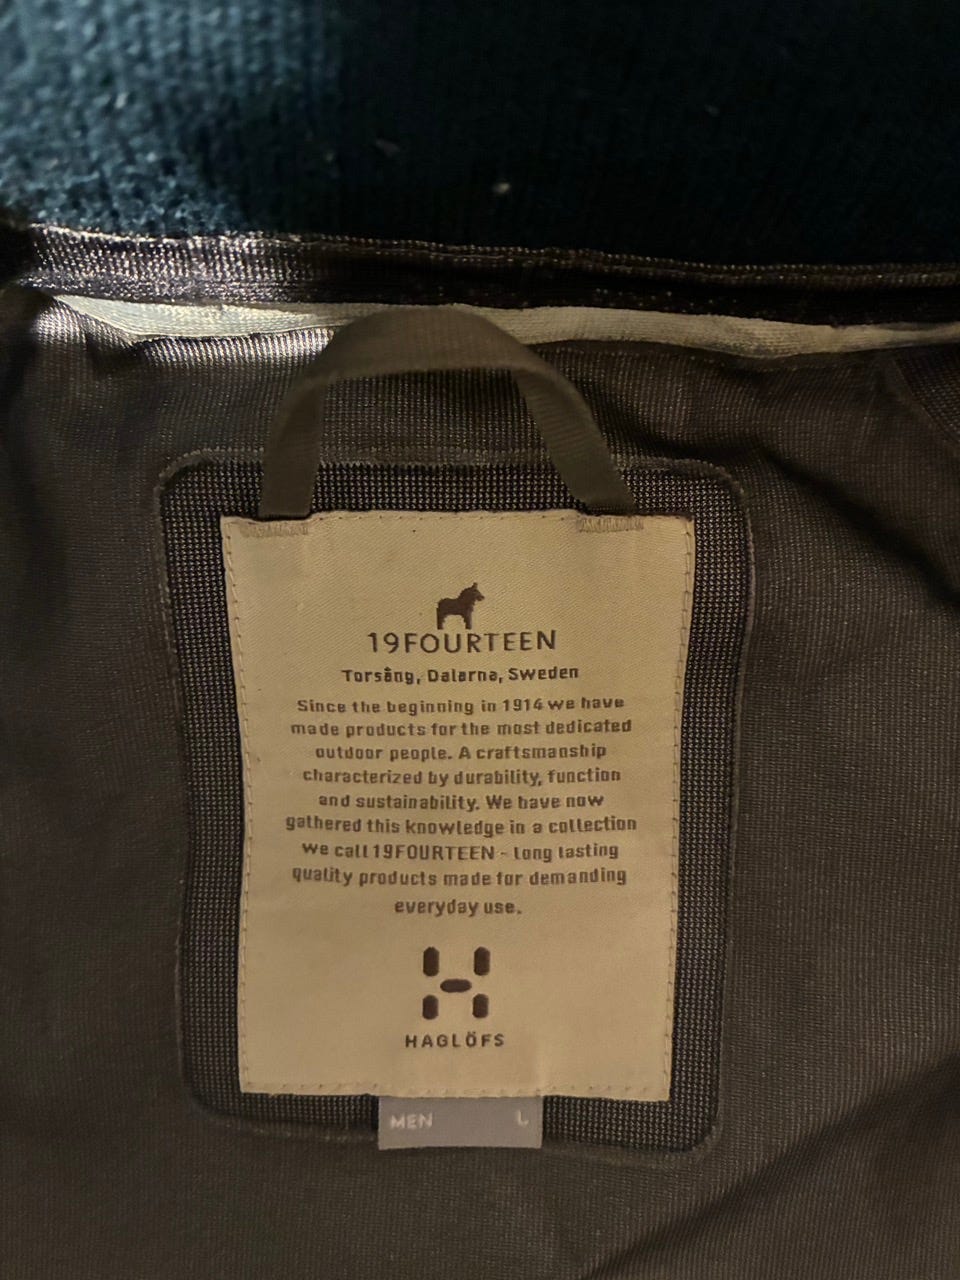 19FOURTEEN
Torsång, Dalarna, Sweden
Since the beginning in 1914 we have
made products for the most dedicated
outdoor people. A craftsmanship
characterized by durability, function
and sustainability. We have now
gathered this knowledge in a collection
we call 19FOURTEEN - long lasting
quality products made for demanding
everyday use.
HAGLÖFS
MEN L